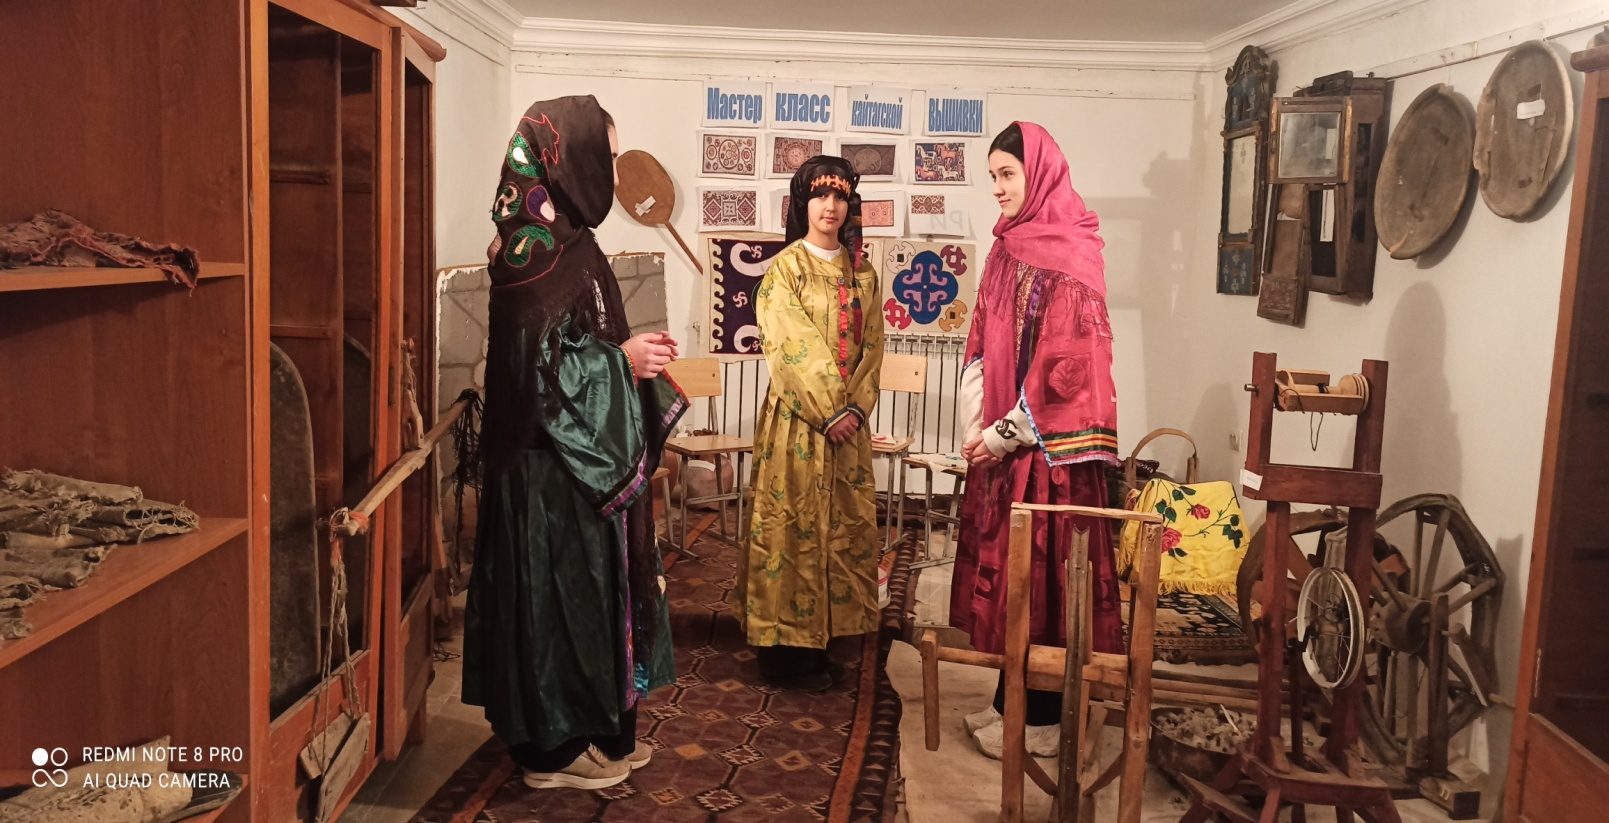 Мастер класс кайтагской вышивки
REDMI NOTE 8 PRO
AI QUAD CAMERA